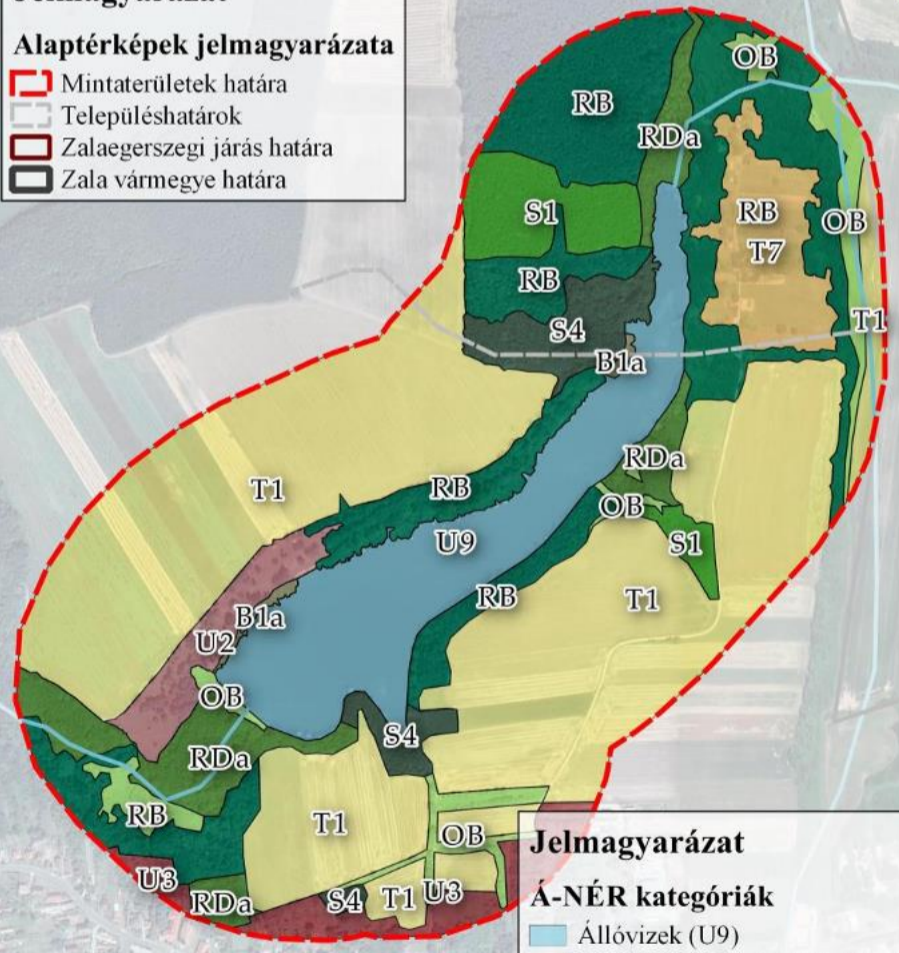 Alaptérképek jelmagyarázata
Mintaterületek határa
Településhatárok
Zalaegerszegi járás határa
Zala vármegye határa
OB
RB
RDa
S1
RB
OB
T7
RB
S4
T1
B1a
RDa
T1
RB
OB
U9
S1
RB
T1
B1a
U2
OB
S4
RDa
RB
T1
OB
Jelmagyarázat
U3
RDa
S4
T1
U3
Á-NÉR kategóriák
Állóvizek (U9)